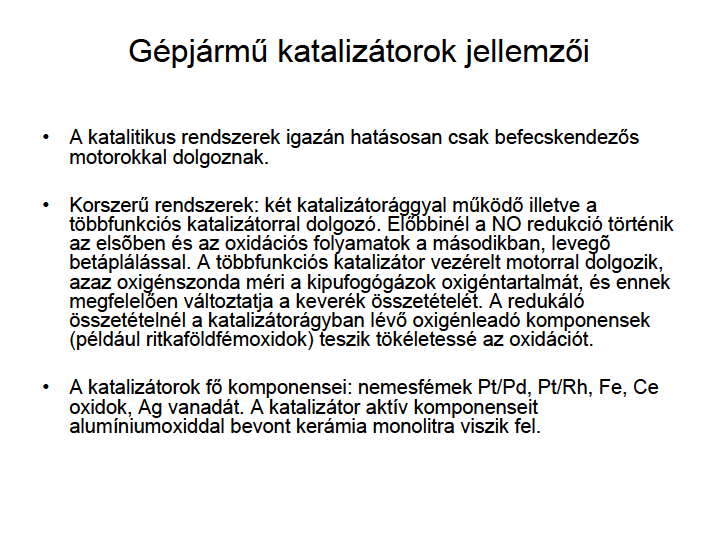 Gépjármű katalizátorok jellemzői
• A katalitikus rendszerek igazán hatásosan csak befecskendezős
motorokkal dolgoznak.
• Korszerű rendszerek: két katalizátorággyal működő illetve a
többfunkciós katalizátorral dolgozó. Előbbinél a NO redukció történik
az elsõben és az oxidációs folyamatok a másodikban, levegõ
betáplálással. A többfunkciós katalizátor vezérelt motorral dolgozik,
azaz oxigénszonda méri a kipufogógázok oxigéntartalmát, és ennek
megfelelően változtatja a keverék összetételét. A redukáló
összetételnél a katalizátorágyban lévő oxigénleadó komponensek
(például ritkaföldfémoxidok) teszik tökéletessé az oxidációt.
• A katalizátorok fő komponensei: nemesfémek Pt/Pd, Pt/Rh, Fe, Ce
oxidok, Ag vanadát. A katalizátor aktív komponenseit
alumíniumoxiddal bevont kerámia monolitra viszik fel.